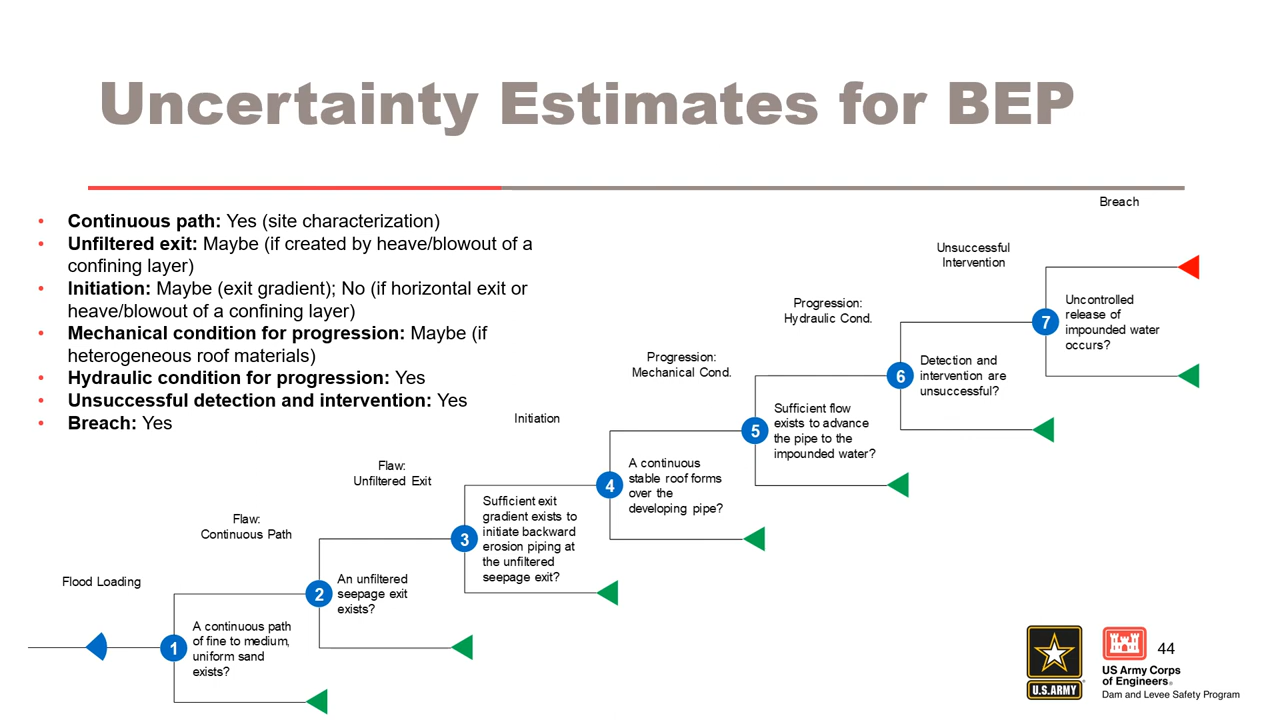 Uncertainty Estimates for BEP
• Continuous path: Yes (site characterization)
• Unfiltered exit: Maybe (if created by heave/blowout of a
confining layer)
• Initiation: Maybe (exit gradient); No (if horizontal exit or
heave/blowout of a confining layer)
• Mechanical condition for progression: Maybe (if
heterogeneous roof materials)
• Hydraulic condition for progression: Yes
• Unsuccessful detection and intervention: Yes
• Breach: Yes
Flood Loading
1
A continuous path
of fine to medium,
uniform sand
exists?
Flaw:
Continuous Path
2
An unfiltered
seepage exit
exists?
Flaw:
Unfiltered Exit
3
Sufficient exit
gradient exists to
initiate backward
erosion piping at
the unfiltered
seepage exit?
Initiation
4
A continuous
stable roof forms
over the
developing pipe?
Progression:
Mechanical Cond.
5
Sufficient flow
exists to advance
the pipe to the
impounded water?
Progression:
Hydraulic Cond.
6
Detection and
intervention are
unsuccessful?
Unsuccessful
Intervention
7
Uncontrolled
release of
impounded water
occurs?
Breach
U.S.ARMY
US Army Corps
of Engineers®
Dam and Levee Safety Program
44